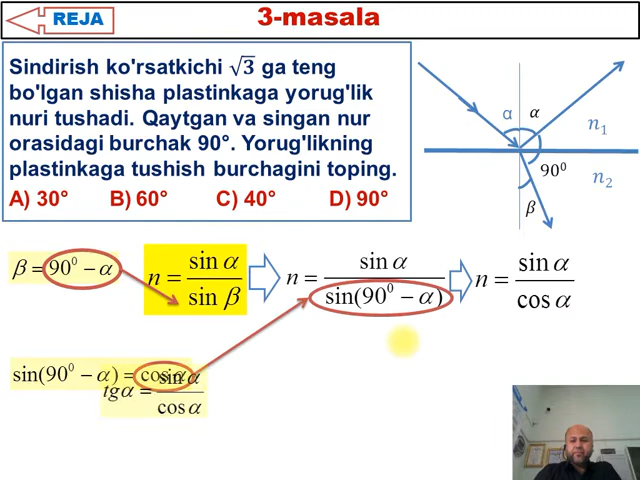 REJA
3-masala
Sindirish ko'rsatkichi √3 ga teng
bo'lgan shisha plastinkaga yorug'lik
nuri tushadi. Qaytgan va singan nur
orasidagi burchak 90°. Yorug'likning
plastinkaga tushish burchagini toping.
A) 30° B) 60° C) 40° D) 90°
α α
n₁
90⁰
n₂
β
β = 90⁰ − α
n = sin α / sin β
n = sin α / sin(90⁰ − α)
n = sin α / cos α
sin(90⁰ − α) = cos α
tgα = sin α / cos α